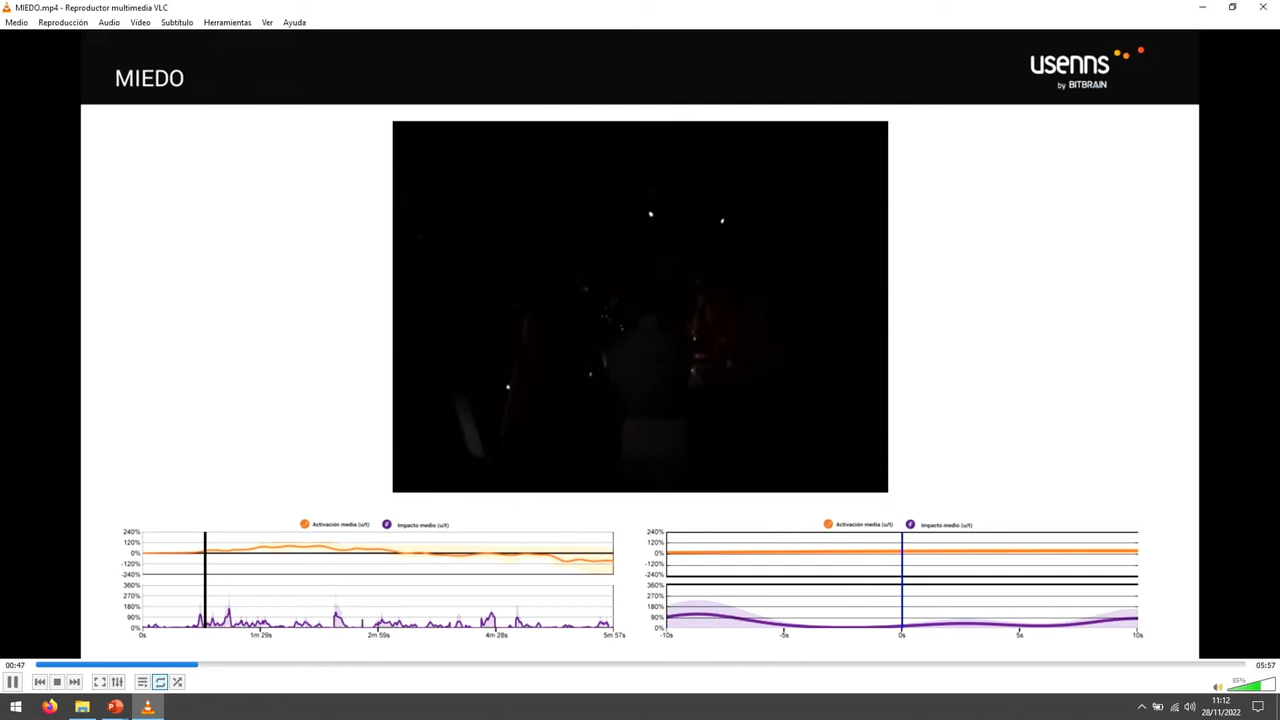 MIEDO.mp4 - Reproductor multimedia VLC
Medio Reproducción Audio Vídeo Subtítulo Herramientas Ver Ayuda
MIEDO
usenns
by BITBRAIN
Activación media (u/t) Impacto medio (u/t)
240%
120%
0%
-120%
-240%
360%
270%
180%
90%
0%
0s 1m 29s 2m 59s 4m 28s 5m 57s
Activación media (u/t) Impacto medio (u/t)
240%
120%
0%
-120%
-240%
360%
270%
180%
90%
0%
-10s -5s 0s 5s 10s
00:47 05:57
85%
11:12
28/11/2022